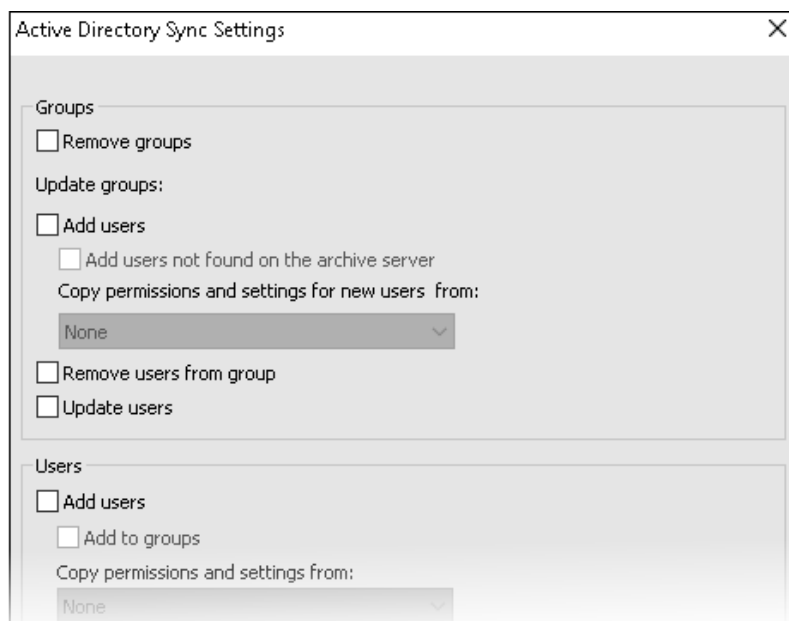 Active Directory Sync Settings
Groups
Remove groups
Update groups:
Add users
Add users not found on the archive server
Copy permissions and settings for new users from:
None
Remove users from group
Update users
Users
Add users
Add to groups
Copy permissions and settings from:
None